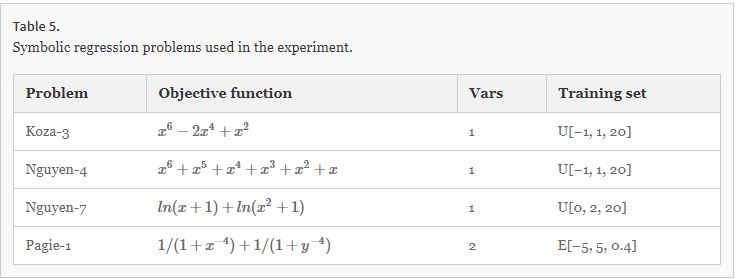 Table 5.
Symbolic regression problems used in the experiment.
Problem Objective function Vars Training set
Koza-3 x⁶ − 2x⁴ + x² 1 U[−1, 1, 20]
Nguyen-4 x⁶ + x⁵ + x⁴ + x³ + x² + x 1 U[−1, 1, 20]
Nguyen-7 ln(x + 1) + ln(x² + 1) 1 U[0, 2, 20]
Pagie-1 1/(1 + x⁻⁴) + 1/(1 + y⁻⁴) 2 E[−5, 5, 0.4]